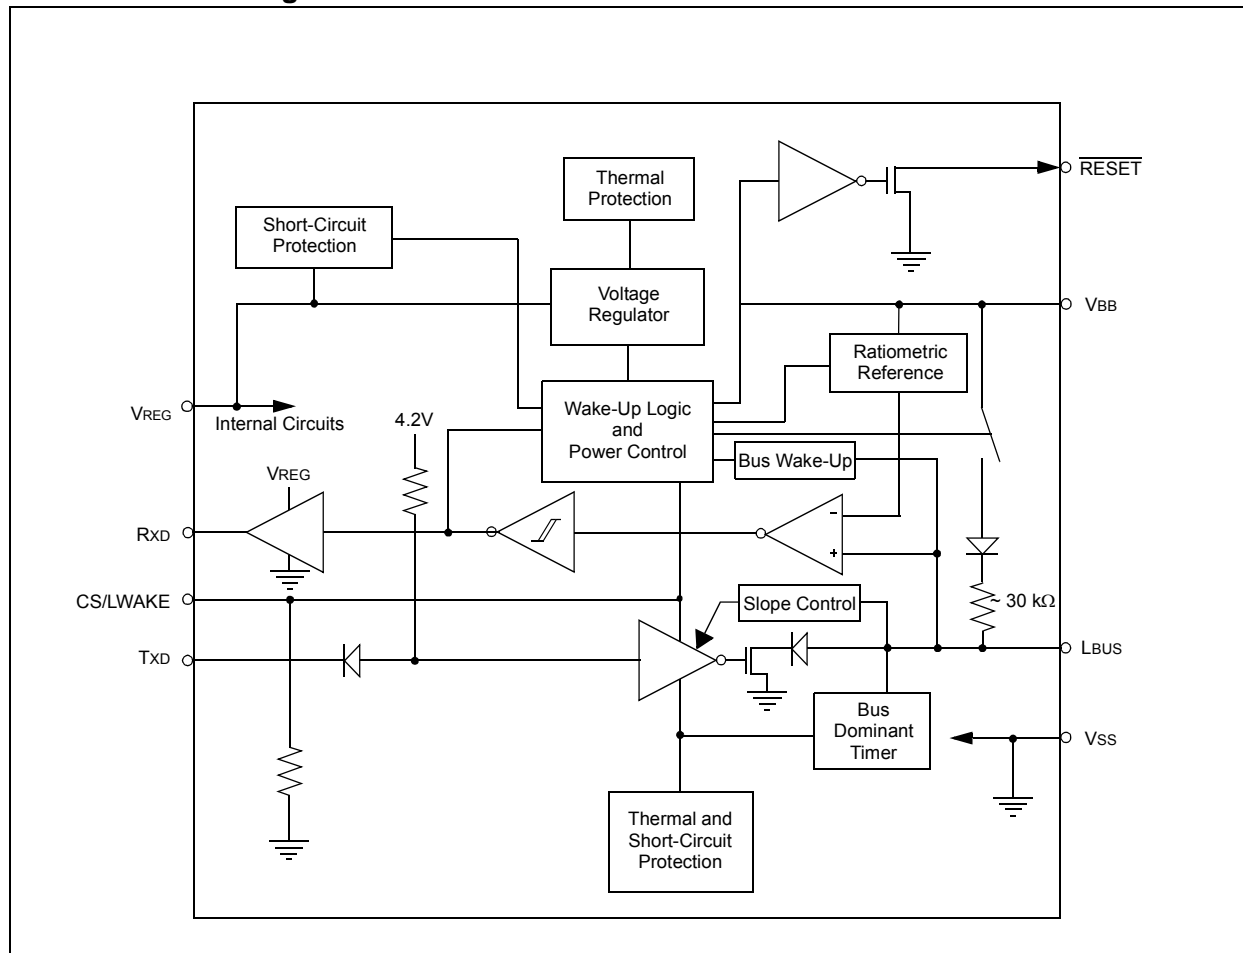 RESET
Thermal
Protection
Short-Circuit
Protection
Voltage
Regulator
VBB
Ratiometric
Reference
VREG
Internal Circuits
4.2V
Wake-Up Logic
and
Power Control
Bus Wake-Up
VREG
RXD
-
+
CS/LWAKE
Slope Control
~ 30 kΩ
TXD
LBUS
Bus
Dominant
Timer
VSS
Thermal and
Short-Circuit
Protection